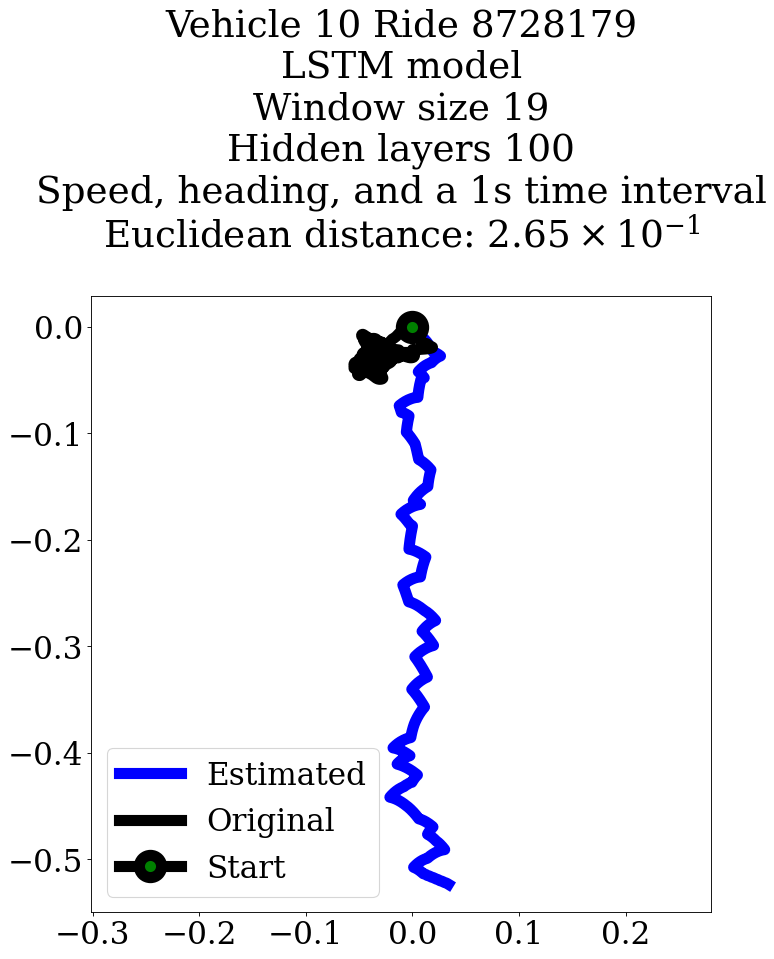 Vehicle 10 Ride 8728179
LSTM model
Window size 19
Hidden layers 100
Speed, heading, and a 1s time interval
Euclidean distance: 2.65 × 10⁻¹
0.0
−0.1
−0.2
−0.3
−0.4
−0.5
Estimated
Original
Start
−0.3 −0.2 −0.1 0.0 0.1 0.2